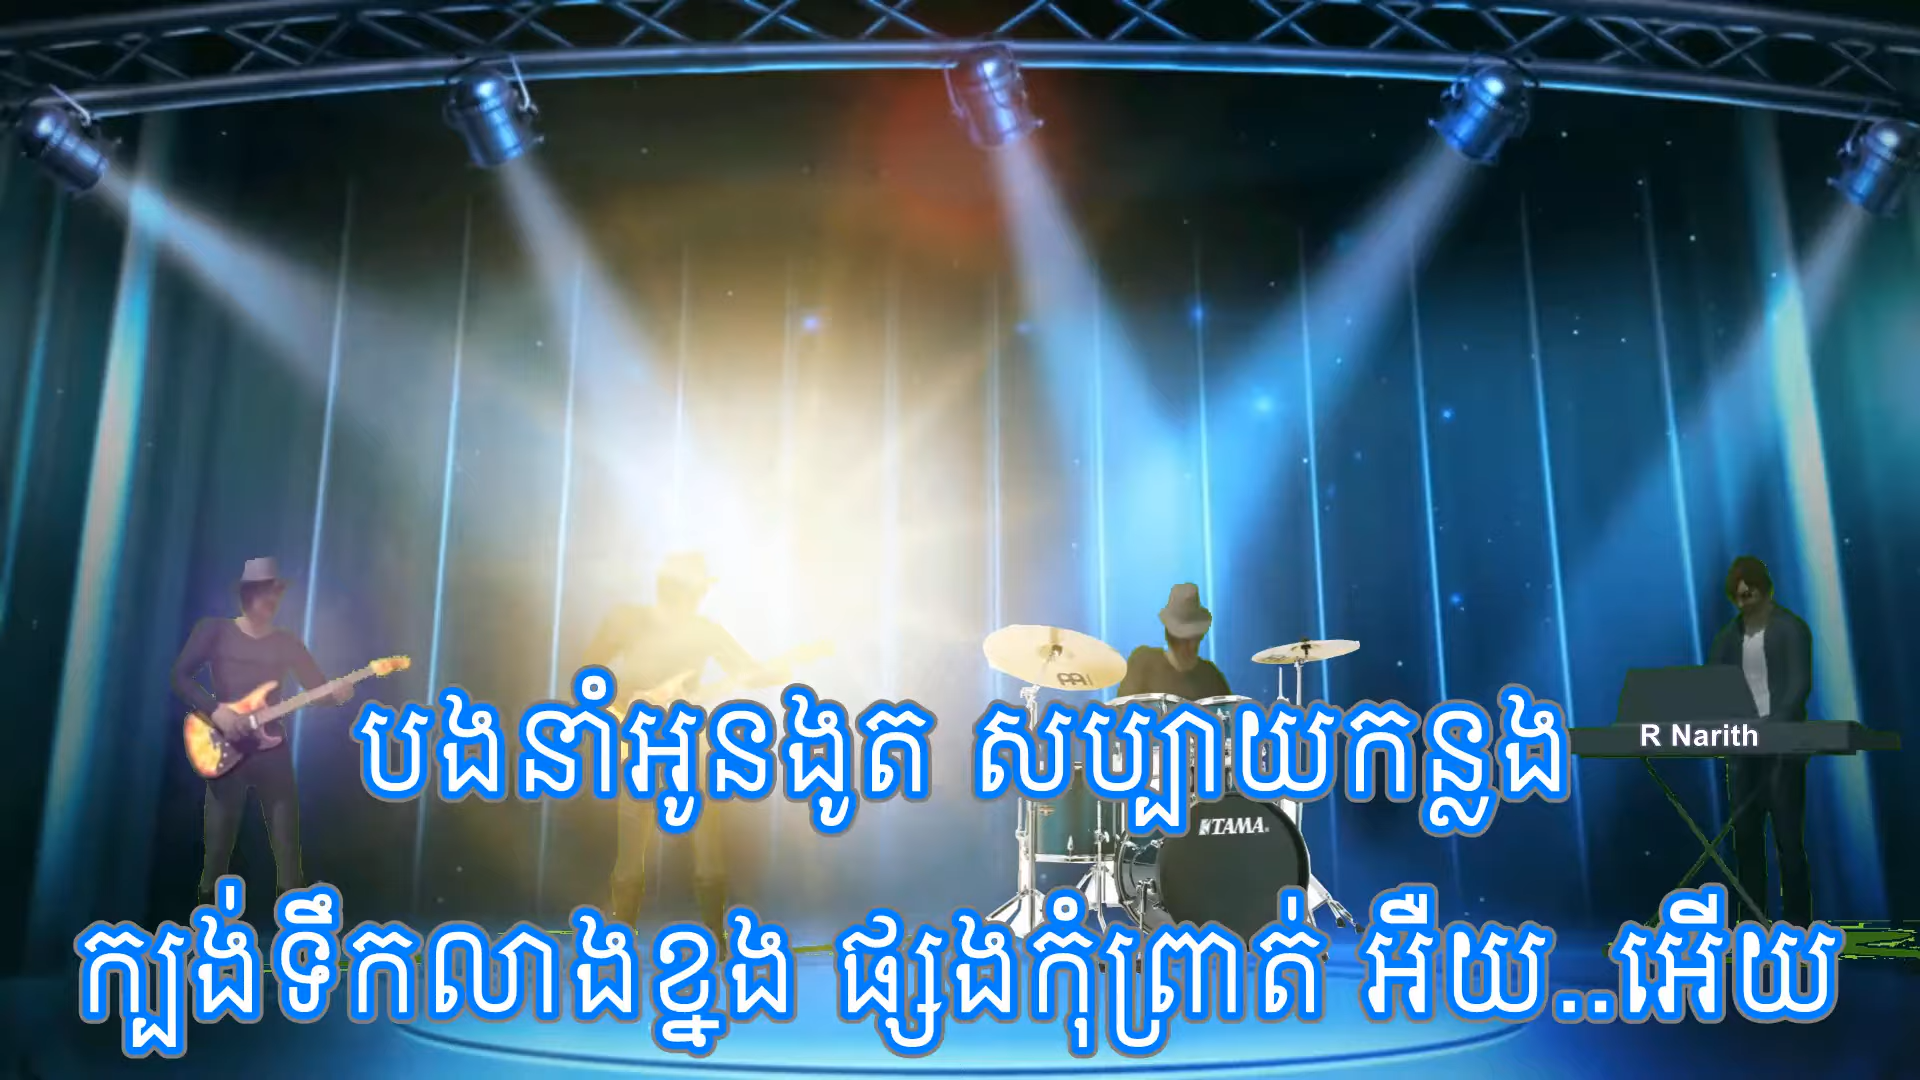 បងនាំអូនងូត សប្បាយកន្លង
R Narith
TAMA
ក្បង់ទឹកលាងខ្នង ផ្សងកុំព្រាត់ អឺយ..អើយ